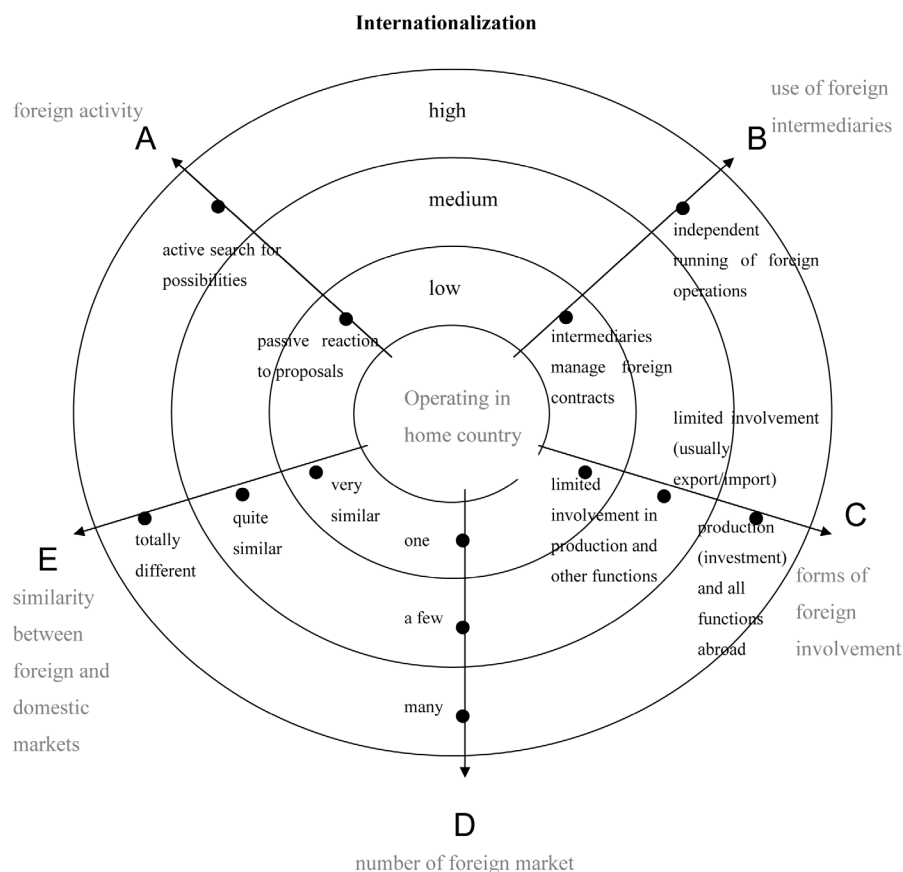 Internationalization
foreign activity
A
use of foreign
intermediaries
B
high
medium
low
active search for
possibilities
passive reaction
to proposals
independent
running of foreign
operations
intermediaries
manage foreign
contracts
Operating in
home country
limited involvement
(usually
export/import)
limited
involvement in
production and
other functions
production
(investment)
and all
functions
abroad
C
forms of
foreign
involvement
very
similar
quite
similar
totally
different
E
similarity
between
foreign and
domestic
markets
one
a few
many
D
number of foreign market